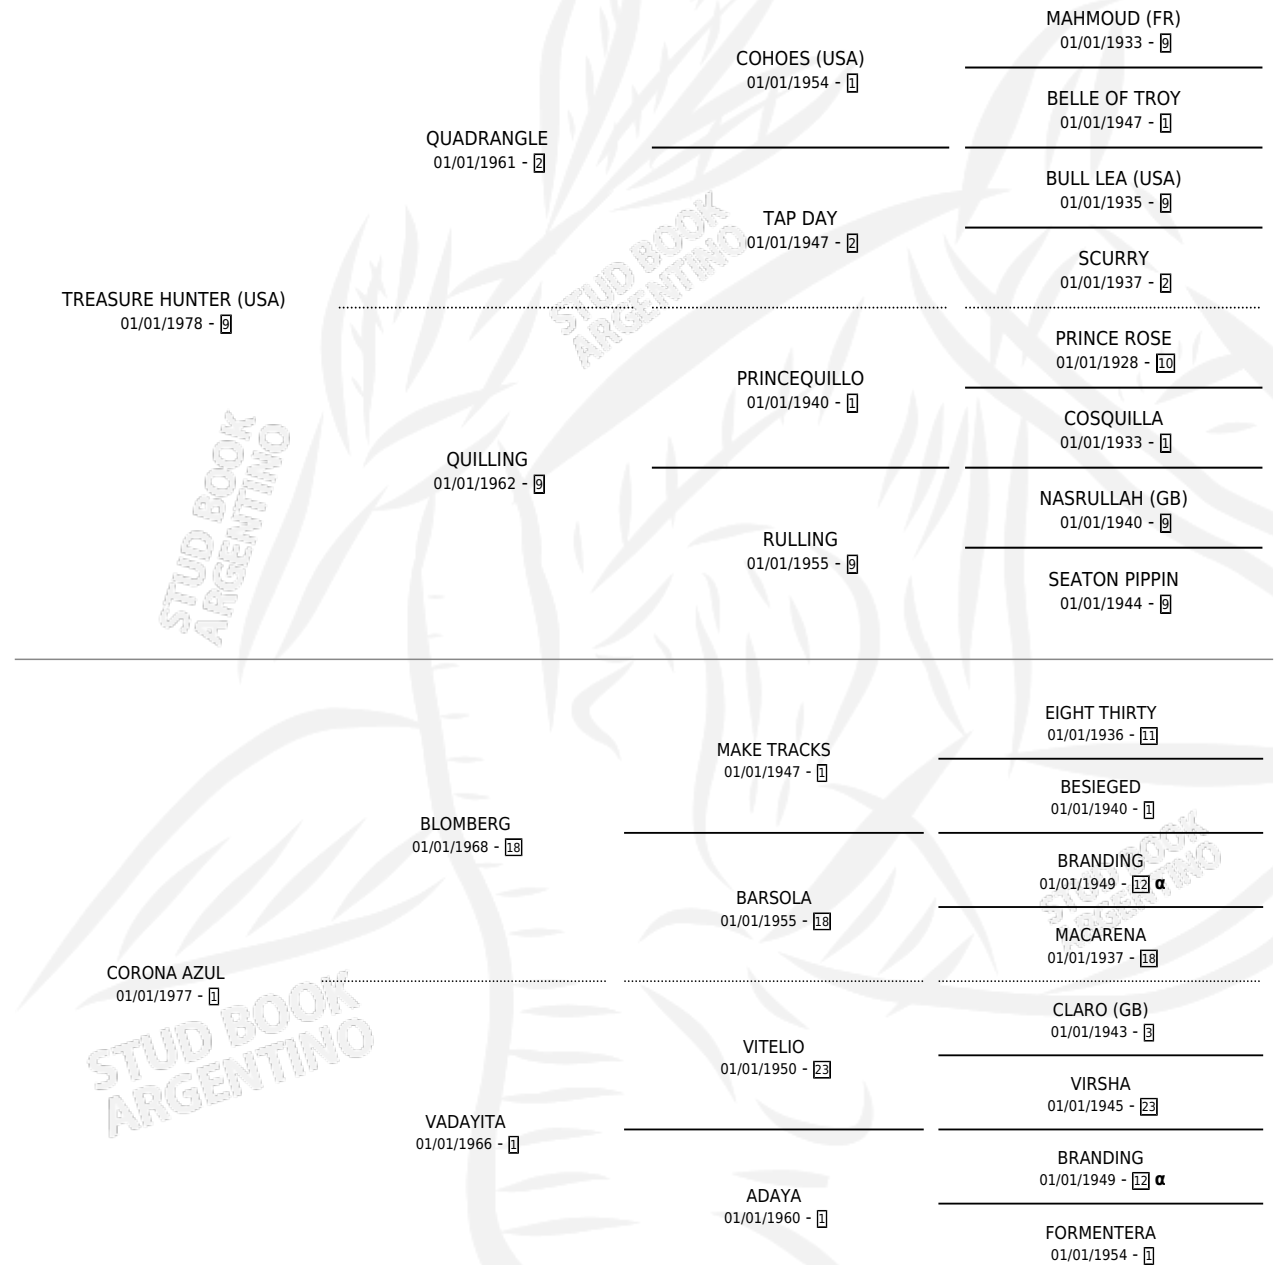 MAHMOUD (FR)
01/01/1933 - 9
COHOES (USA)
01/01/1954 - 1
BELLE OF TROY
01/01/1947 - 1
QUADRANGLE
01/01/1961 - 2
BULL LEA (USA)
01/01/1935 - 9
TAP DAY
01/01/1947 - 2
SCURRY
01/01/1937 - 2
TREASURE HUNTER (USA)
01/01/1978 - 9
PRINCE ROSE
01/01/1928 - 10
PRINCEQUILLO
01/01/1940 - 1
COSQUILLA
01/01/1933 - 1
QUILLING
01/01/1962 - 9
NASRULLAH (GB)
01/01/1940 - 9
RULLING
01/01/1955 - 9
SEATON PIPPIN
01/01/1944 - 9
EIGHT THIRTY
01/01/1936 - 11
MAKE TRACKS
01/01/1947 - 1
BESIEGED
01/01/1940 - 1
BLOMBERG
01/01/1968 - 18
BRANDING
01/01/1949 - 12 α
BARSOLA
01/01/1955 - 18
MACARENA
01/01/1937 - 18
CORONA AZUL
01/01/1977 - 1
CLARO (GB)
01/01/1943 - 3
VITELIO
01/01/1950 - 23
VIRSHA
01/01/1945 - 23
VADAYITA
01/01/1966 - 1
BRANDING
01/01/1949 - 12 α
ADAYA
01/01/1960 - 1
FORMENTERA
01/01/1954 - 1
STUD BOOK
ARGENTINO
STUD BOOK
ARGENTINO
STUD BOOK
ARGENTINO
STUD BOOK
ARGENTINO